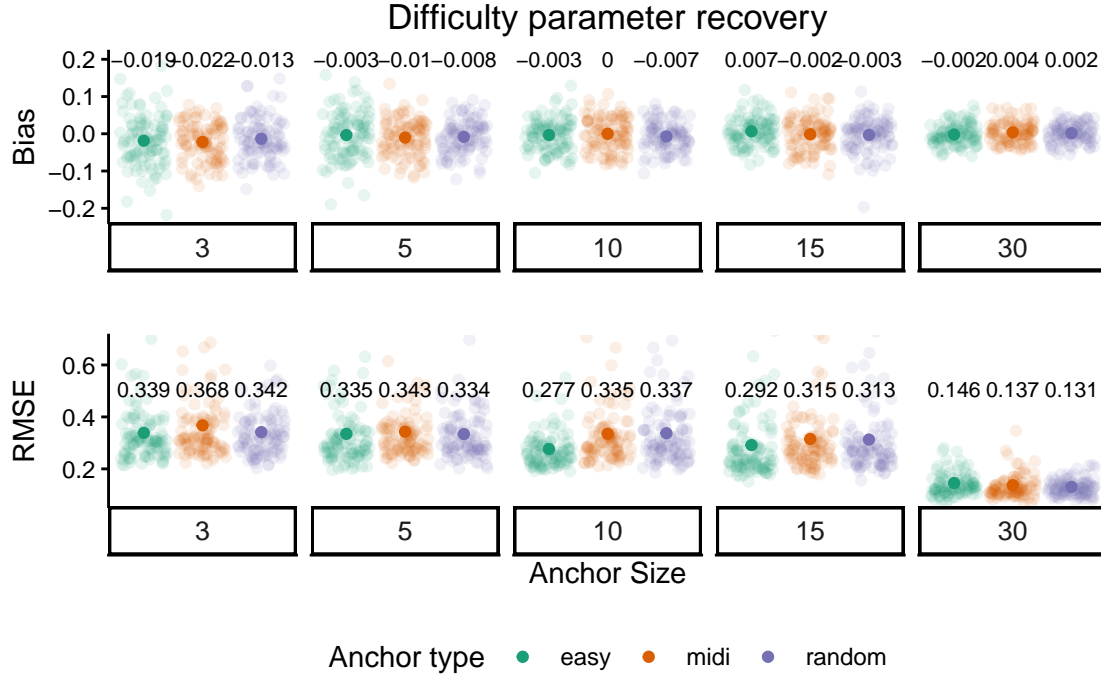 Difficulty parameter recovery
Bias
0.2
0.1
0.0
−0.1
−0.2
−0.019 −0.022 −0.013 −0.003 −0.01 −0.008 −0.003 0 −0.007 0.007 −0.002 −0.003 −0.002 0.004 0.002
3 5 10 15 30
RMSE
0.6
0.4
0.2
0.339 0.368 0.342 0.335 0.343 0.334 0.277 0.335 0.337 0.292 0.315 0.313 0.146 0.137 0.131
3 5 10 15 30
Anchor Size
Anchor type easy midi random